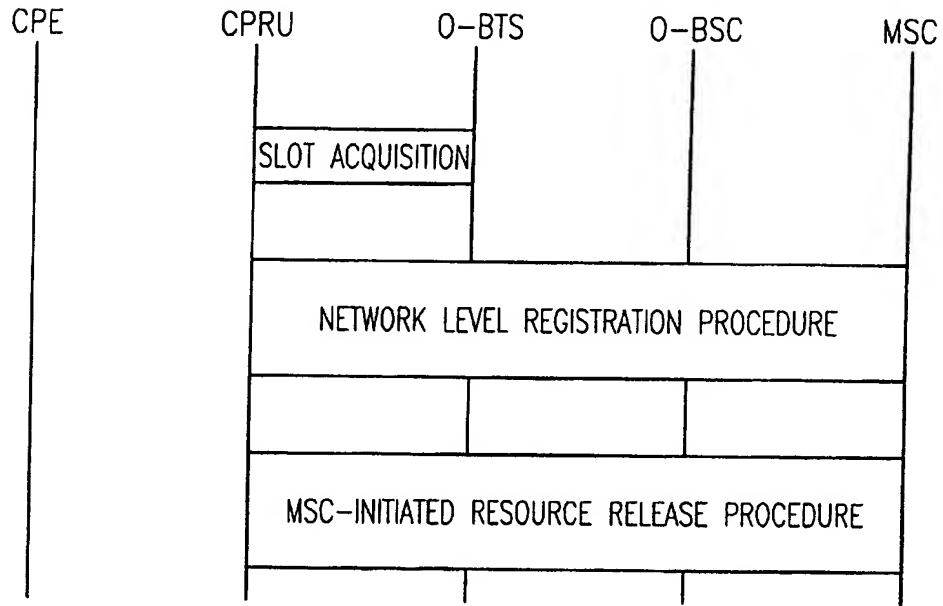 CPE CPRU O-BTS O-BSC MSC
SLOT ACQUISITION
NETWORK LEVEL REGISTRATION PROCEDURE
MSC-INITIATED RESOURCE RELEASE PROCEDURE